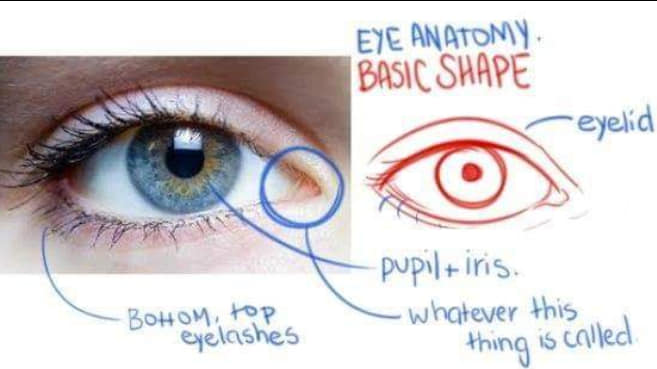 EYE ANATOMY.
BASIC SHAPE
eyelid
pupil + iris.
whatever this
thing is called.
BOttOM, top
eyelashes